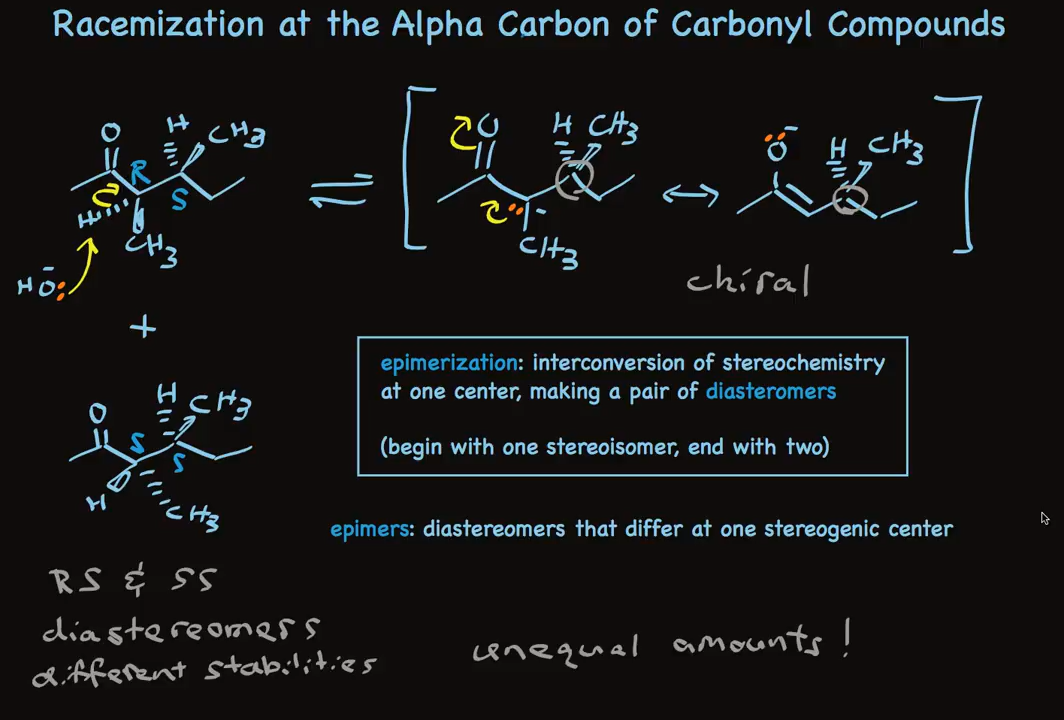 Racemization at the Alpha Carbon of Carbonyl Compounds
O H CH3
R
S
H
CH3
HO:
+
O H CH3
CH3
O H CH3
chiral
O H CH3
S
S
H
CH3
epimerization: interconversion of stereochemistry
at one center, making a pair of diasteromers
(begin with one stereoisomer, end with two)
epimers: diastereomers that differ at one stereogenic center
RS & SS
diastereomers
different stabilities
unequal amounts!